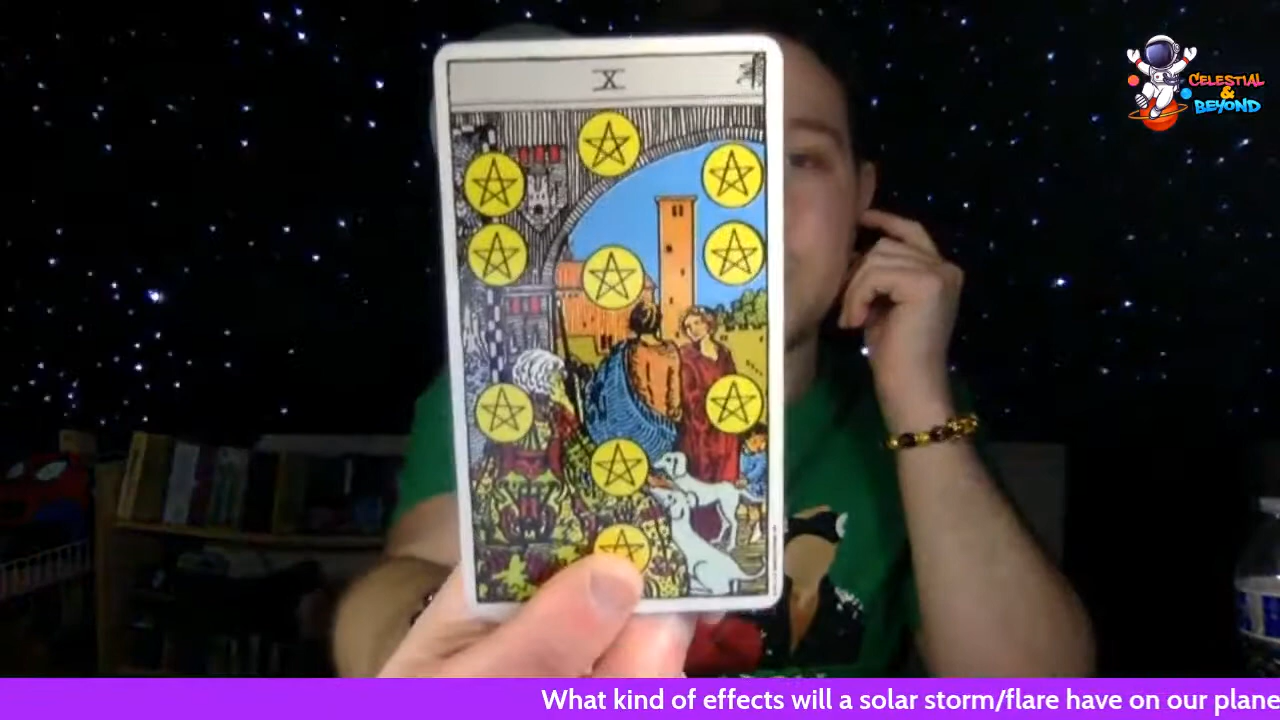 X
CELESTIAL
&
BEYOND
What kind of effects will a solar storm/flare have on our plane